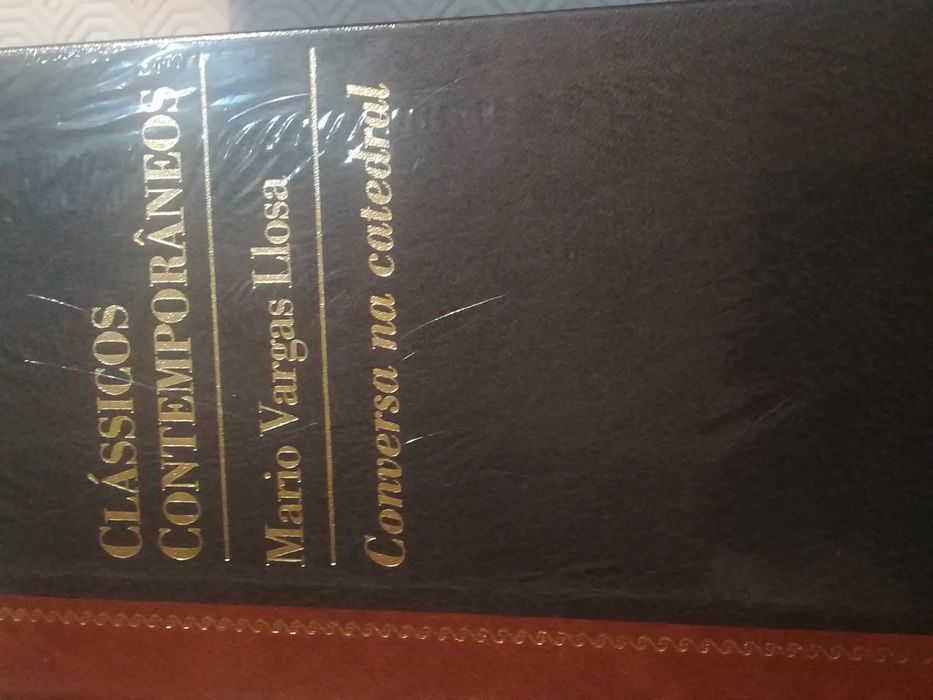 CLÁSSICOS
CONTEMPORÂNEOS
Mario Vargas Llosa
Conversa na catedral